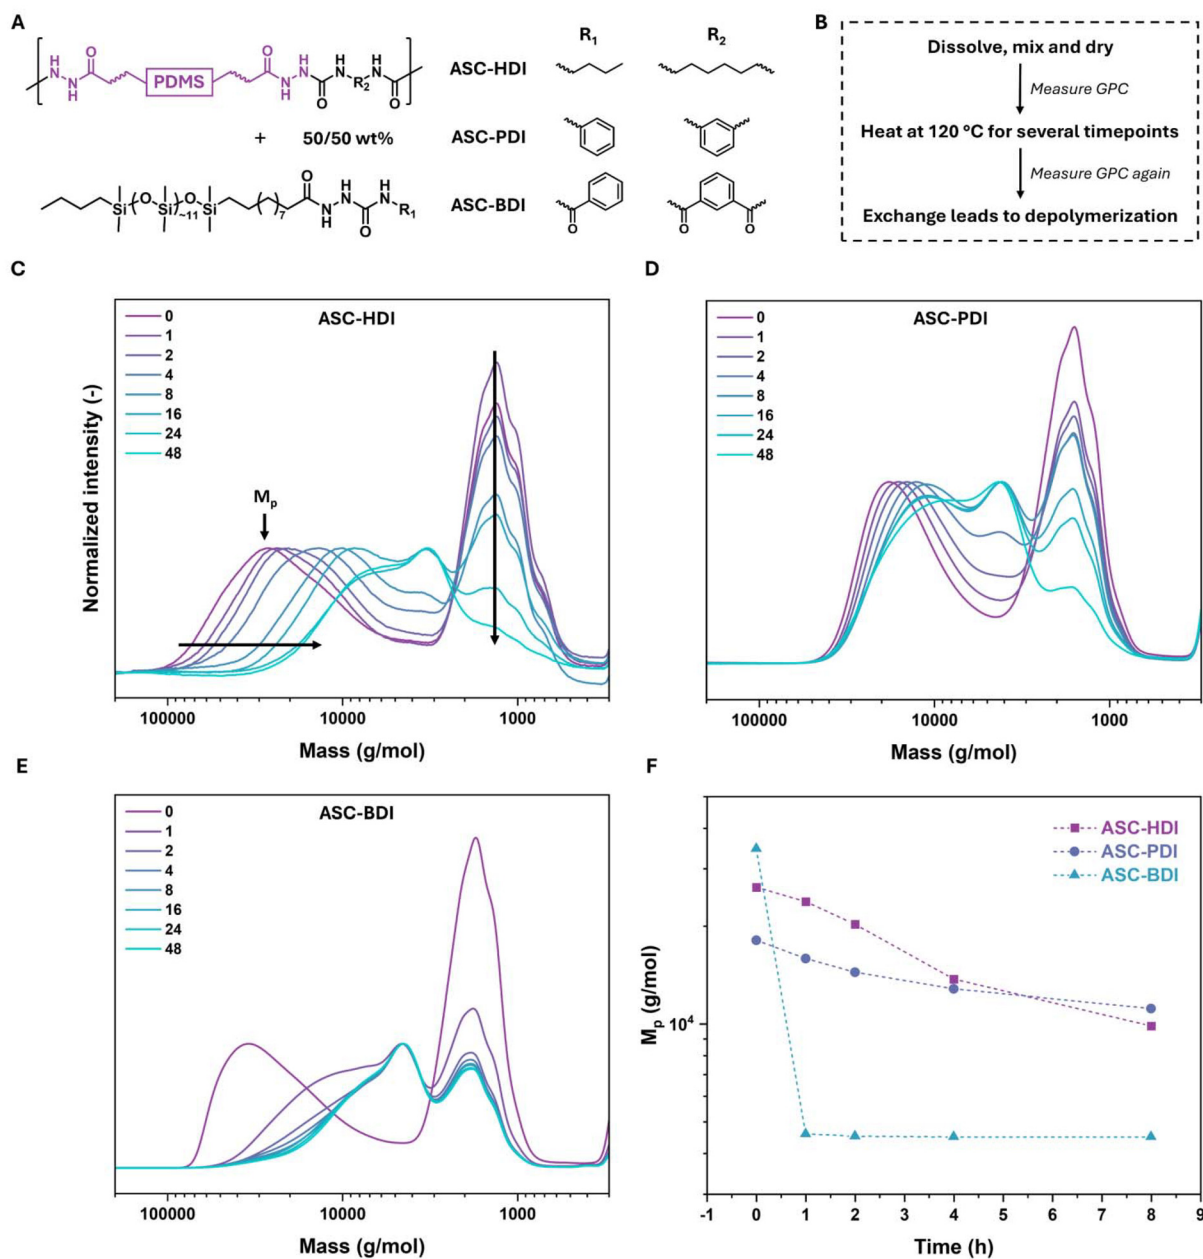 A
R₁
R₂
H
N
N
H
O
PDMS
O
H
N
N
H
O
H
N
R₂
H
N
O
ASC-HDI
+ 50/50 wt%
ASC-PDI
Si
(O
Si)
~11
O
Si
( )
7
O
H
N
N
H
O
H
N
R₁
ASC-BDI
O
O
O
B
Dissolve, mix and dry
Measure GPC
Heat at 120 °C for several timepoints
Measure GPC again
Exchange leads to depolymerization
C
ASC-HDI
0
1
2
4
8
16
24
48
Mₚ
Normalized intensity (-)
100000
10000
1000
Mass (g/mol)
D
ASC-PDI
0
1
2
4
8
16
24
48
100000
10000
1000
Mass (g/mol)
E
ASC-BDI
0
1
2
4
8
16
24
48
100000
10000
1000
Mass (g/mol)
F
ASC-HDI
ASC-PDI
ASC-BDI
Mₚ (g/mol)
10⁴
-1 0 1 2 3 4 5 6 7 8 9
Time (h)